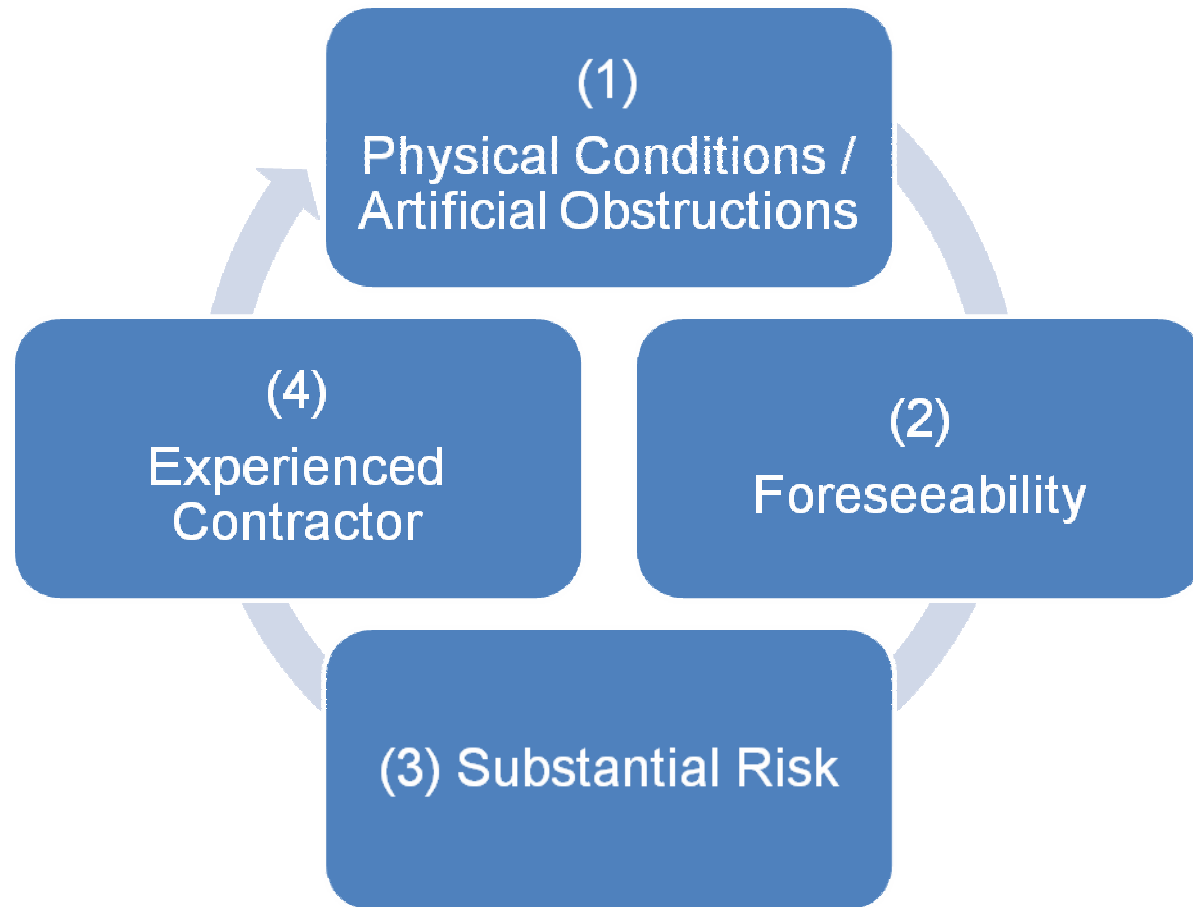 (1)
Physical Conditions /
Artificial Obstructions
(2)
Foreseeability
(3) Substantial Risk
(4)
Experienced
Contractor